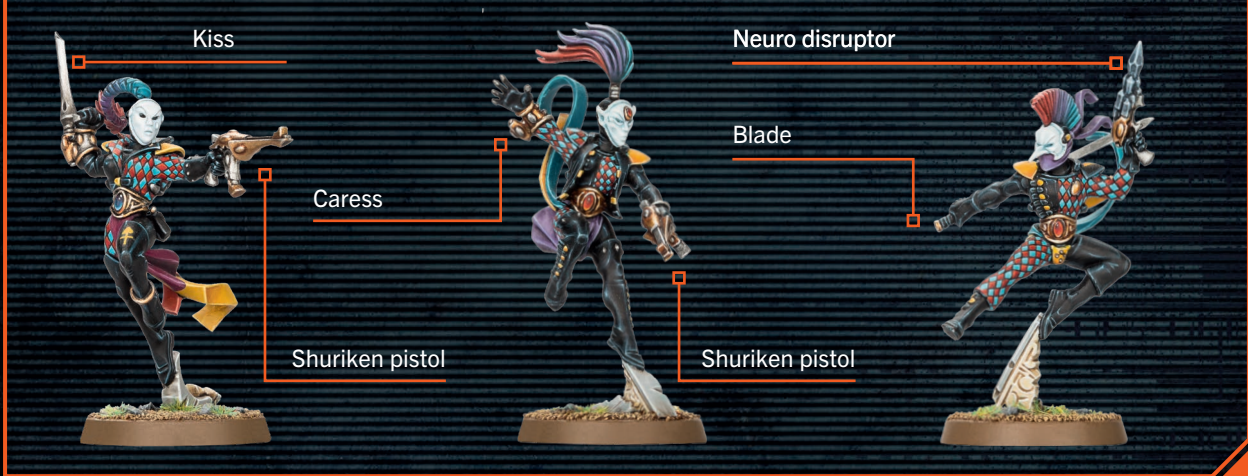 Kiss
Shuriken pistol
Caress
Shuriken pistol
Neuro disruptor
Blade